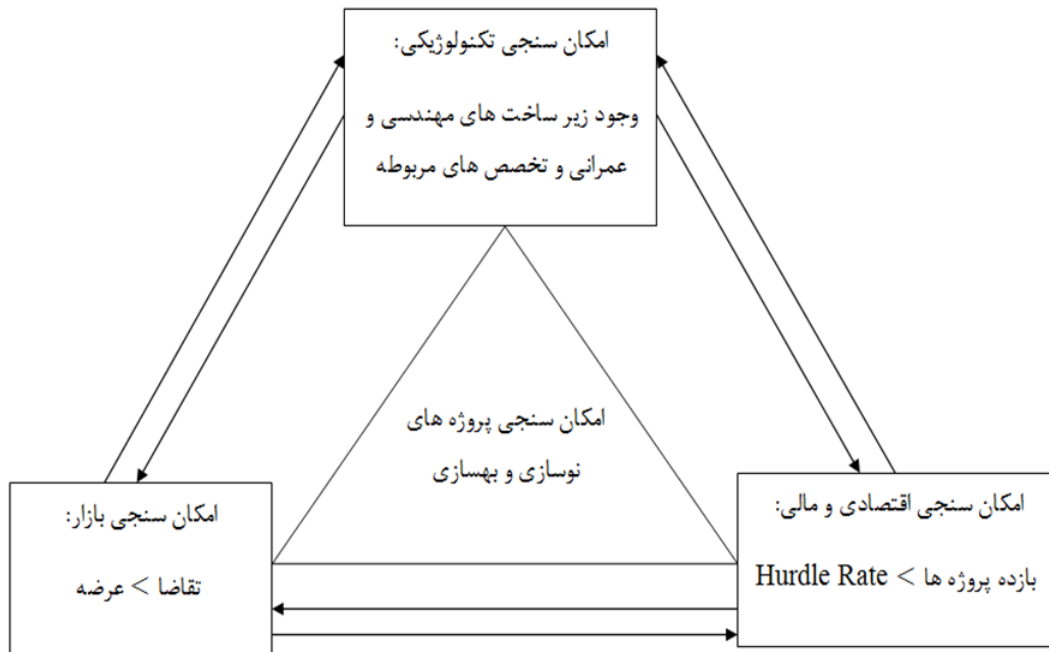 امکان سنجی تکنولوژیکی:
وجود زیر ساخت های مهندسی و
عمرانی و تخصص های مربوطه
امکان سنجی پروژه های
نوسازی و بهسازی
امکان سنجی اقتصادی و مالی:
بازده پروژه ها > Hurdle Rate
امکان سنجی بازار:
تقاضا > عرضه